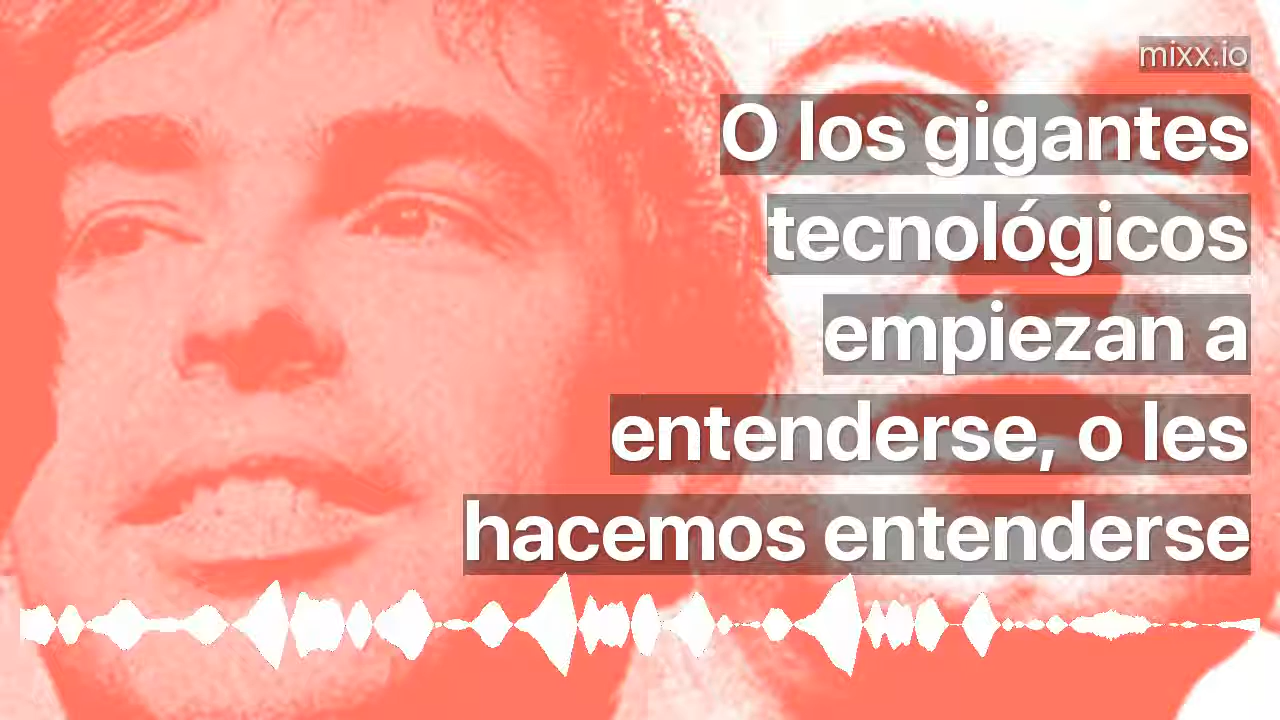 mixx.io
O los gigantes
tecnológicos
empiezan a
entenderse, o les
hacemos entenderse